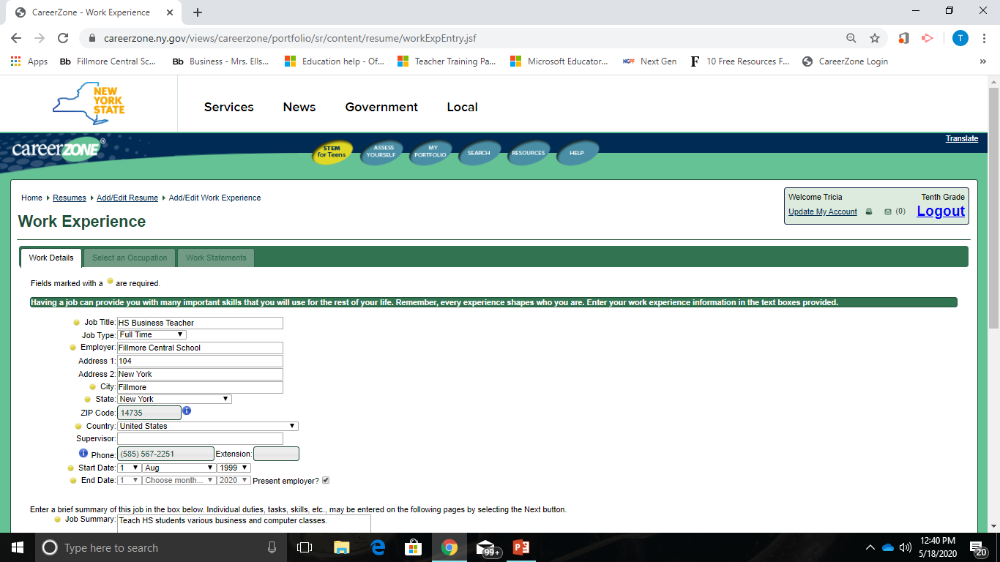 CareerZone - Work Experience
careerzone.ny.gov/views/careerzone/portfolio/sr/content/resume/workExpEntry.jsf
T
Apps Bb Fillmore Central Sc... Bb Business - Mrs. Ells... Education help - Of... Teacher Training Pa... Microsoft Educator... NGPF Next Gen F 10 Free Resources F... CareerZone Login »
NEW
YORK
STATE
Services News Government Local
Translate
careerZONE®
STEM
for Teens
ASSESS
YOURSELF
MY
PORTFOLIO
SEARCH
RESOURCES
HELP
Home Resumes Add/Edit Resume Add/Edit Work Experience
Welcome Tricia Tenth Grade
Update My Account (0) Logout
Work Experience
Work Details Select an Occupation Work Statements
Fields marked with a are required.
Having a job can provide you with many important skills that you will use for the rest of your life. Remember, every experience shapes who you are. Enter your work experience information in the text boxes provided.
Job Title: HS Business Teacher
Job Type: Full Time
Employer: Fillmore Central School
Address 1: 104
Address 2: New York
City: Fillmore
State: New York
ZIP Code: 14735
Country: United States
Supervisor:
Phone: (585) 567-2251 Extension:
Start Date: 1 Aug 1999
End Date: 1 Choose month... 2020 Present employer?
Enter a brief summary of this job in the box below. Individual duties, tasks, skills, etc., may be entered on the following pages by selecting the Next button.
Job Summary: Teach HS students various business and computer classes.
Type here to search
99+
12:40 PM
5/18/2020
20